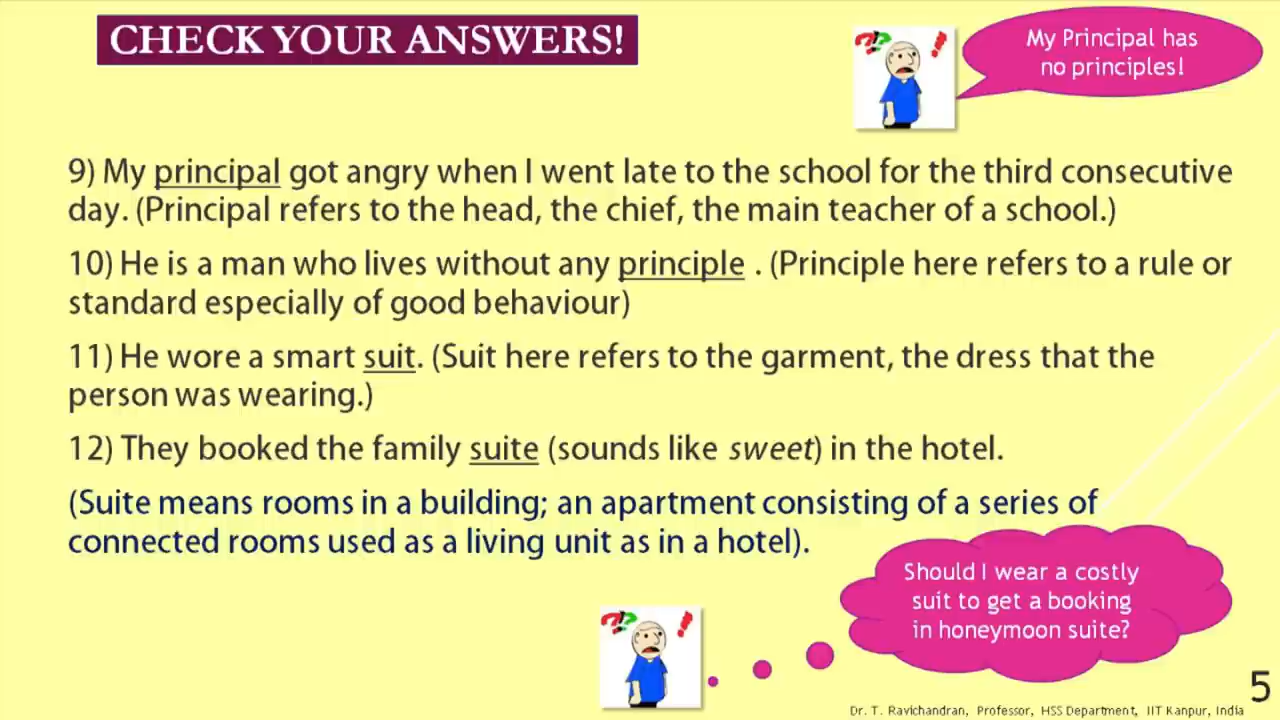 CHECK YOUR ANSWERS!
My Principal has
no principles!
9) My principal got angry when I went late to the school for the third consecutive
day. (Principal refers to the head, the chief, the main teacher of a school.)
10) He is a man who lives without any principle . (Principle here refers to a rule or
standard especially of good behaviour)
11) He wore a smart suit. (Suit here refers to the garment, the dress that the
person was wearing.)
12) They booked the family suite (sounds like sweet) in the hotel.
(Suite means rooms in a building; an apartment consisting of a series of
connected rooms used as a living unit as in a hotel).
Should I wear a costly
suit to get a booking
in honeymoon suite?
5
Dr. T. Ravichandran, Professor, HSS Department, IIT Kanpur, India